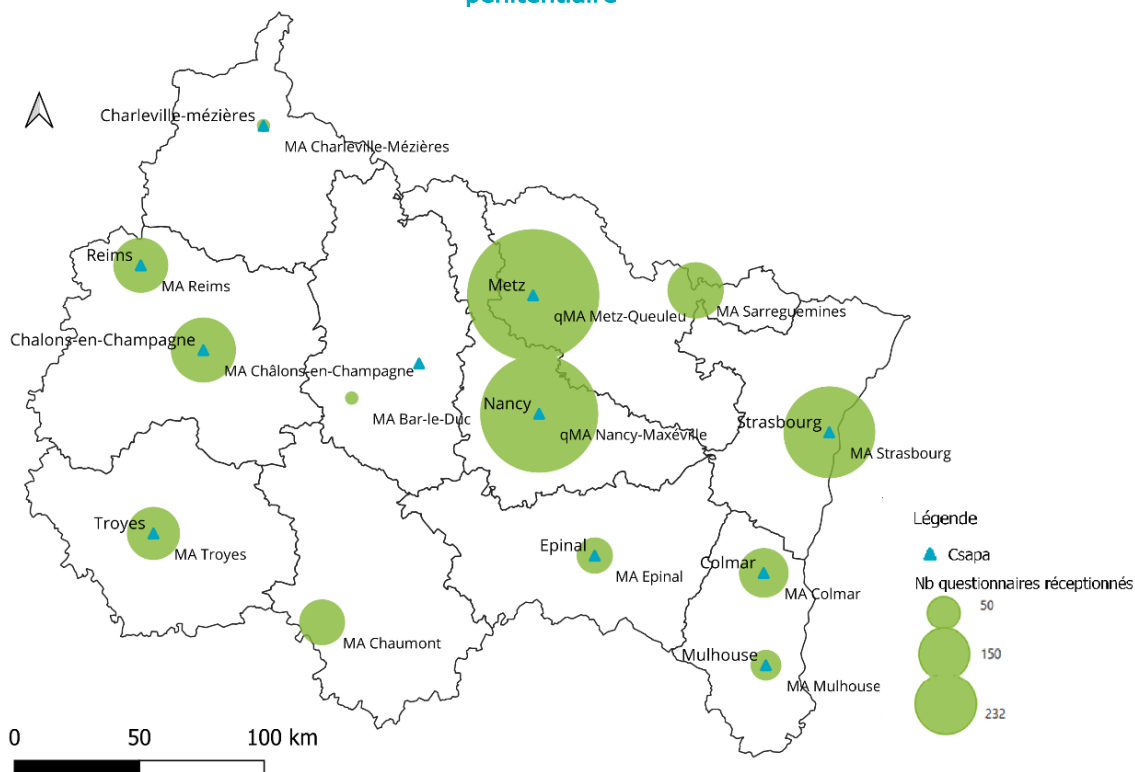 pénitentiaire
Charleville-mézières
MA Charleville-Mézières
Reims
MA Reims
Metz
qMA Metz-Queuleu
MA Sarreguemines
Chalons-en-Champagne
MA Châlons-en-Champagne
MA Bar-le-Duc
Nancy
qMA Nancy-Maxéville
Strasbourg
MA Strasbourg
Troyes
MA Troyes
Epinal
MA Epinal
Colmar
MA Colmar
MA Chaumont
Mulhouse
MA Mulhouse
Légende
Csapa
Nb questionnaires réceptionnés
50
150
232
0 50 100 km